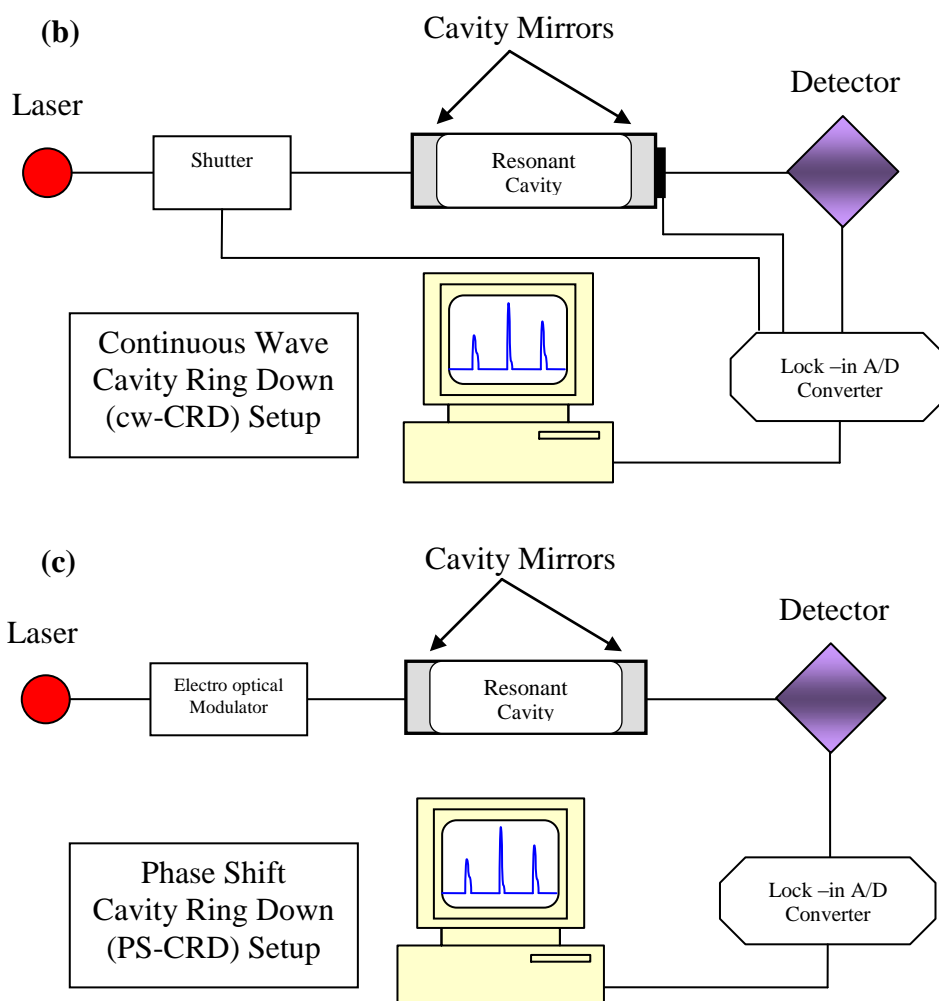 (b)
Cavity Mirrors
Laser
Detector
Shutter
Resonant
Cavity
Continuous Wave
Cavity Ring Down
(cw-CRD) Setup
Lock –in A/D
Converter
(c)
Cavity Mirrors
Laser
Detector
Electro optical
Modulator
Resonant
Cavity
Phase Shift
Cavity Ring Down
(PS-CRD) Setup
Lock –in A/D
Converter